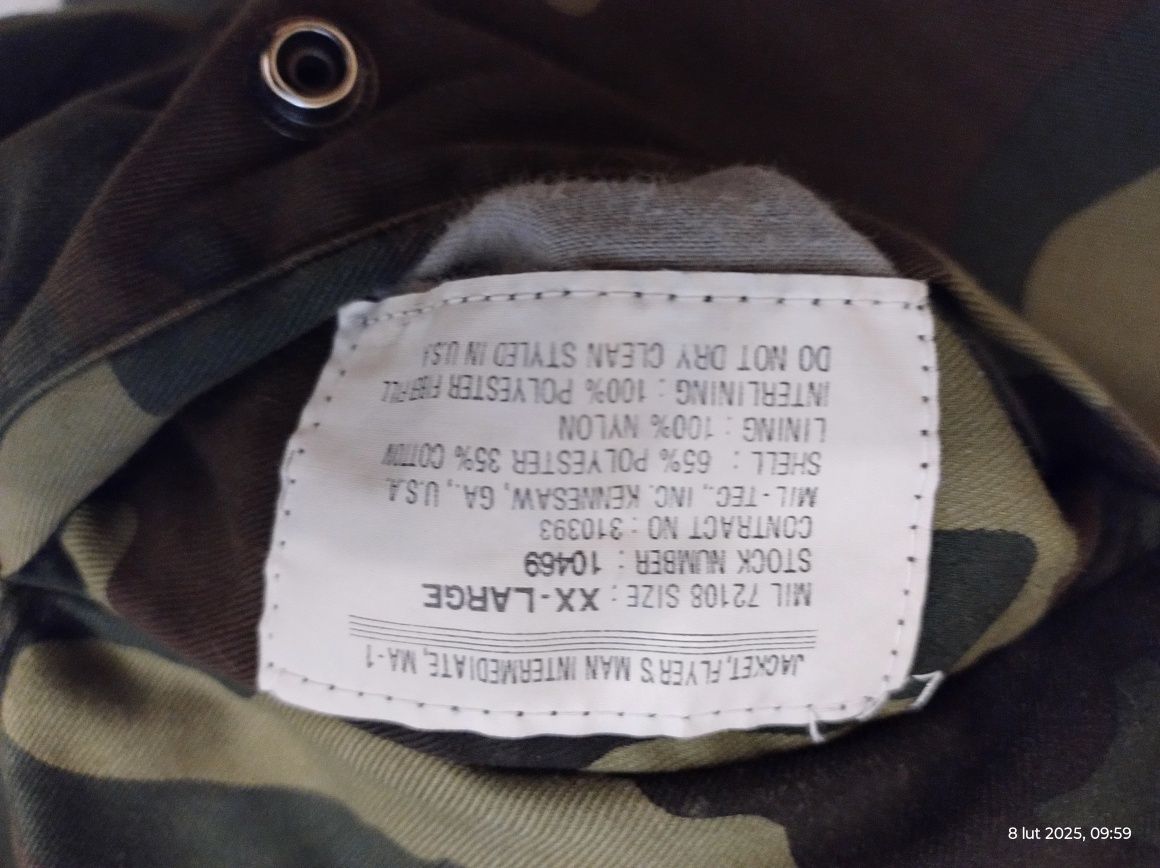 JACKET, FLYER'S MAN INTERMEDIATE, MA-1
MIL 72108 SIZE : XX-LARGE
STOCK NUMBER : 10469
CONTRACT NO : 310393
MIL-TEC., INC. KENNESAW, GA., U.S.A.
SHELL : 65% POLYESTER 35% COTTON
LINING : 100% NYLON
INTERLINING : 100% POLYESTER FIBER-FILL
DO NOT DRY CLEAN STYLED IN U.S.A
8 lut 2025, 09:59